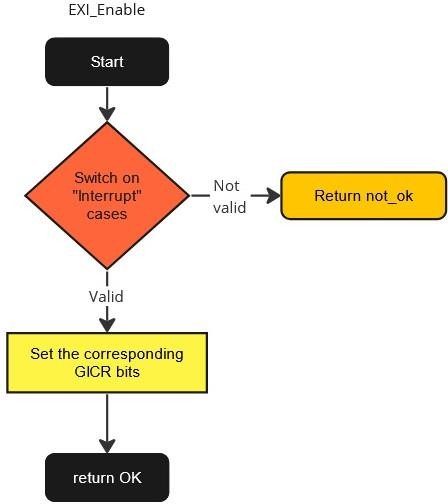 EXI_Enable
Start
Switch on
"Interrupt"
cases
Not
valid
Return not_ok
Valid
Set the corresponding
GICR bits
return OK